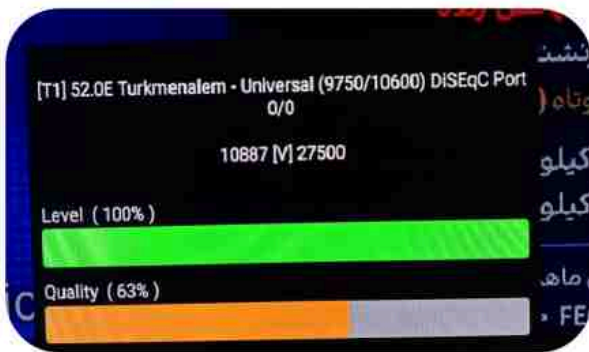 [T1] 52.0E Turkmenalem - Universal (9750/10600) DiSEqC Port
0/0
10887 [V] 27500
Level ( 100% )
Quality ( 63% )
کیلو
کیلو